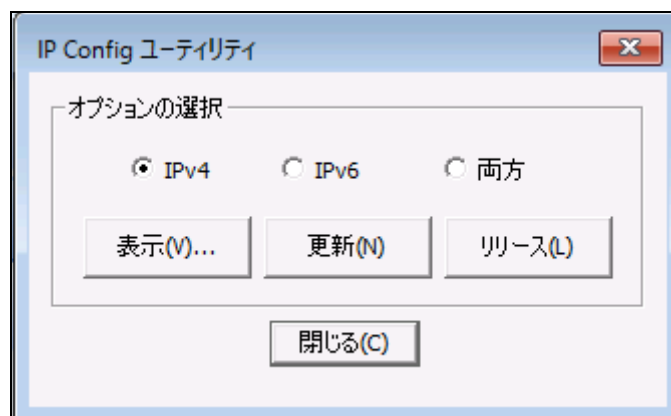 IP Config ユーティリティ
オプションの選択
IPv4 IPv6 両方
表示(V)... 更新(N) リリース(L)
閉じる(C)